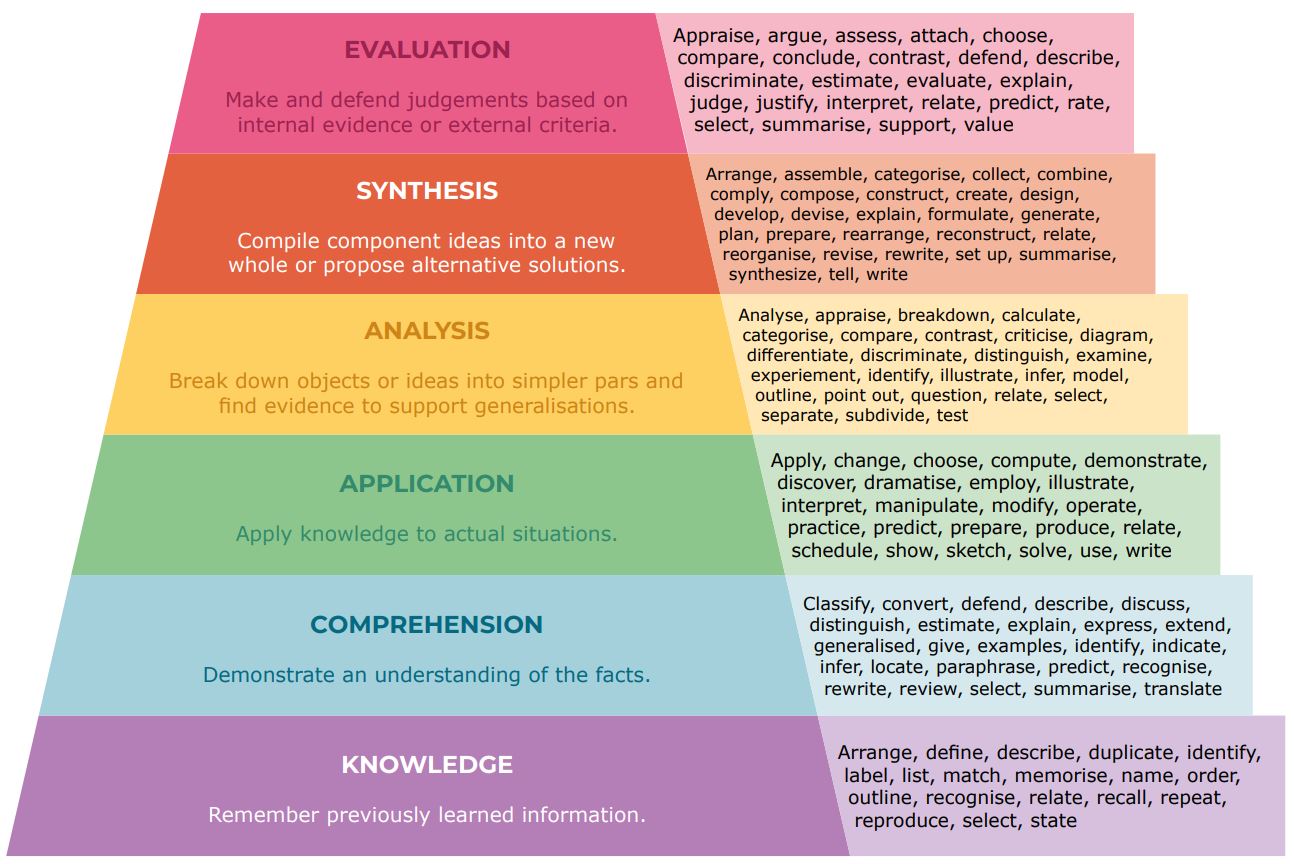 EVALUATION
Make and defend judgements based on
internal evidence or external criteria.
Appraise, argue, assess, attach, choose,
compare, conclude, contrast, defend, describe,
discriminate, estimate, evaluate, explain,
judge, justify, interpret, relate, predict, rate,
select, summarise, support, value
SYNTHESIS
Compile component ideas into a new
whole or propose alternative solutions.
Arrange, assemble, categorise, collect, combine,
comply, compose, construct, create, design,
develop, devise, explain, formulate, generate,
plan, prepare, rearrange, reconstruct, relate,
reorganise, revise, rewrite, set up, summarise,
synthesize, tell, write
ANALYSIS
Break down objects or ideas into simpler pars and
find evidence to support generalisations.
Analyse, appraise, breakdown, calculate,
categorise, compare, contrast, criticise, diagram,
differentiate, discriminate, distinguish, examine,
experiement, identify, illustrate, infer, model,
outline, point out, question, relate, select,
separate, subdivide, test
APPLICATION
Apply knowledge to actual situations.
Apply, change, choose, compute, demonstrate,
discover, dramatise, employ, illustrate,
interpret, manipulate, modify, operate,
practice, predict, prepare, produce, relate,
schedule, show, sketch, solve, use, write
COMPREHENSION
Demonstrate an understanding of the facts.
Classify, convert, defend, describe, discuss,
distinguish, estimate, explain, express, extend,
generalised, give, examples, identify, indicate,
infer, locate, paraphrase, predict, recognise,
rewrite, review, select, summarise, translate
KNOWLEDGE
Remember previously learned information.
Arrange, define, describe, duplicate, identify,
label, list, match, memorise, name, order,
outline, recognise, relate, recall, repeat,
reproduce, select, state